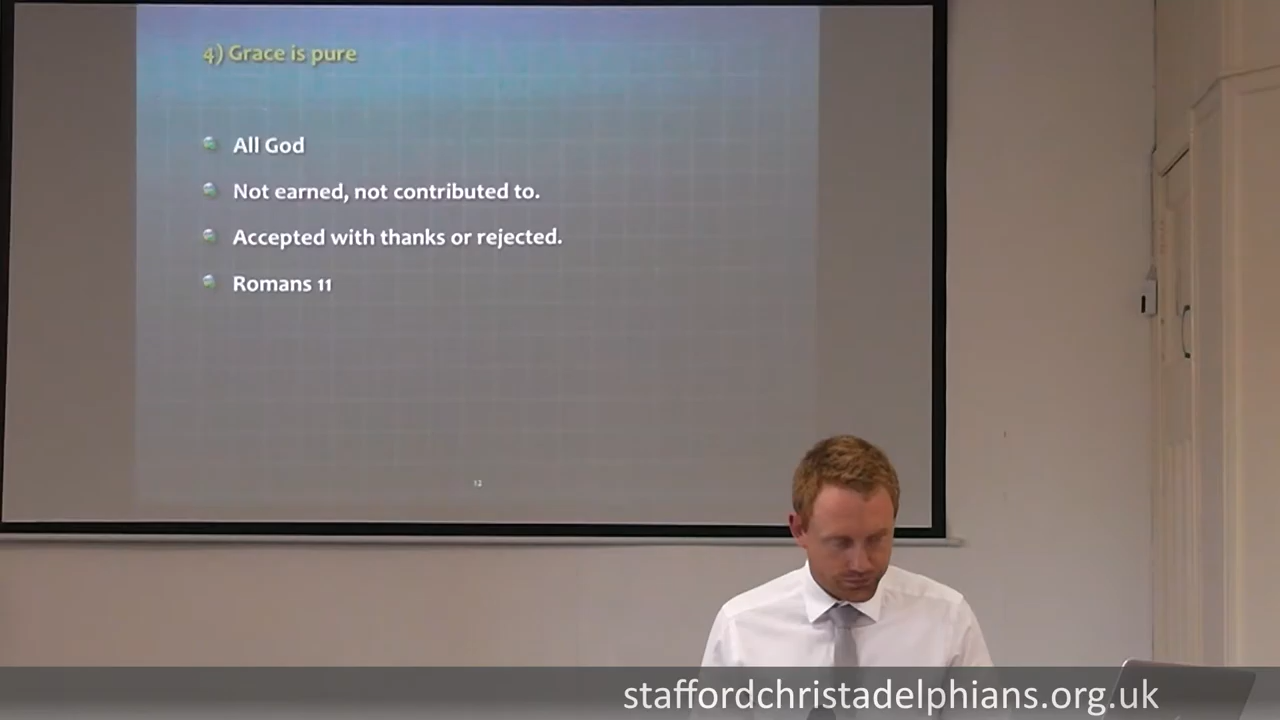 4) Grace is pure
All God
Not earned, not contributed to.
Accepted with thanks or rejected.
Romans 11
12
staffordchristadelphians.org.uk